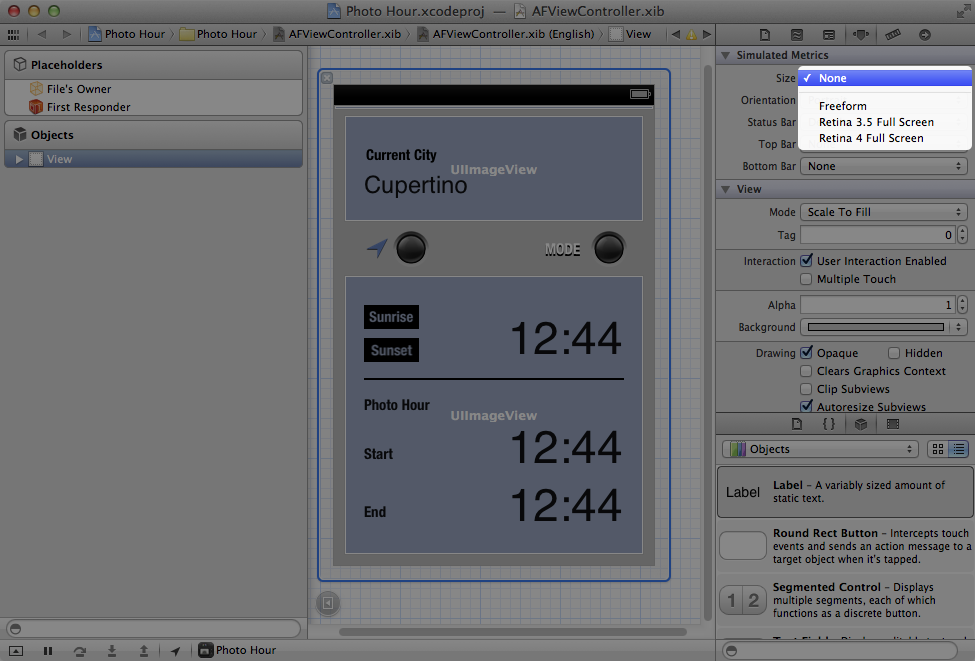 Photo Hour.xcodeproj — AFViewController.xib
Photo Hour
Photo Hour
AFViewController.xib
AFViewController.xib (English)
View
Placeholders
File's Owner
First Responder
Objects
View
Current City
UIImageView
Cupertino
MODE
Sunrise
Sunset
12:44
Photo Hour
UIImageView
Start
12:44
End
12:44
Photo Hour
Simulated Metrics
Size
✓ None
Freeform
Retina 3.5 Full Screen
Retina 4 Full Screen
Orientation
Status Bar
Top Bar
Bottom Bar
None
View
Mode
Scale To Fill
Tag
0
Interaction
User Interaction Enabled
Multiple Touch
Alpha
1
Background
Drawing
Opaque
Hidden
Clears Graphics Context
Clip Subviews
Autoresize Subviews
{ }
Objects
Label
Label – A variably sized amount of
static text.
Round Rect Button – Intercepts touch
events and sends an action message to a
target object when it's tapped.
1 2
Segmented Control – Displays
multiple segments, each of which
functions as a discrete button.